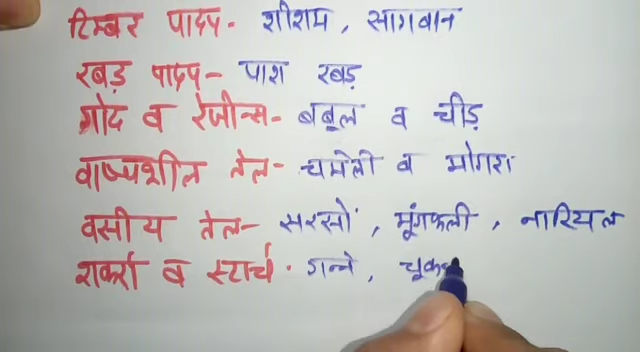 टिम्बर पादप- शीशम, सागवान
रबड़ पादप- पारा रबड़
गोंद व रेजीन्स- बबूल व चीड़
वाष्पशील तेल- चमेली व मोगरा
वसीय तेल- सरसों, मूंगफली, नारियल
शर्करा व स्टार्च- गन्ने,